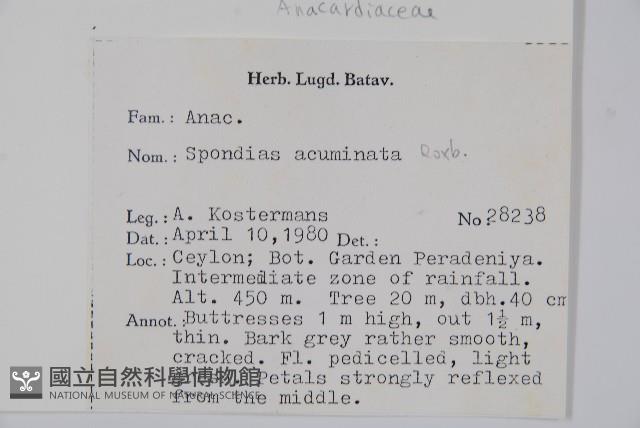 Anacardiaceae
Herb. Lugd. Batav.
Fam.: Anac.
Nom.: Spondias acuminata Roxb.
Leg.: A. Kostermans No. 28238
Dat.: April 10,1980 Det.:
Loc.: Ceylon; Bot. Garden Peradeniya.
Intermediate zone of rainfall.
Alt. 450 m. Tree 20 m, dbh.40 cm
Annot.: Buttresses 1 m high, out 1½ m,
thin. Bark grey rather smooth,
cracked. Fl. pedicelled, light
Petals strongly reflexed
from the middle.
國立自然科學博物館
NATIONAL MUSEUM OF NATURAL SCIENCE